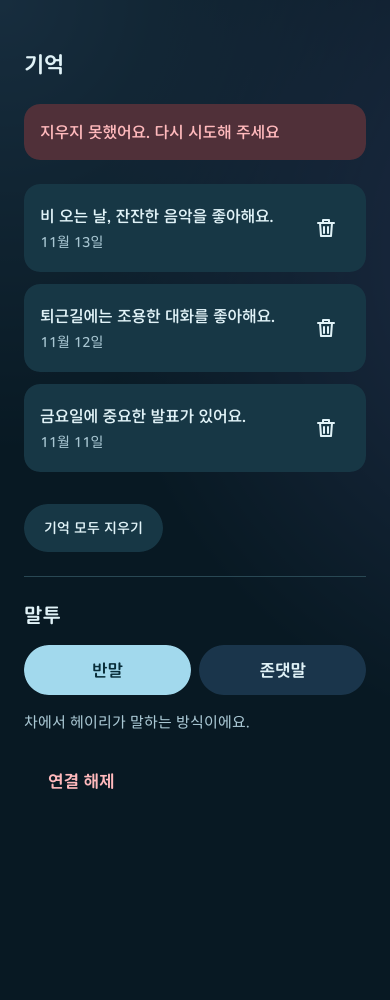 기억
지우지 못했어요. 다시 시도해 주세요
비 오는 날, 잔잔한 음악을 좋아해요.
11월 13일
퇴근길에는 조용한 대화를 좋아해요.
11월 12일
금요일에 중요한 발표가 있어요.
11월 11일
기억 모두 지우기
말투
반말
존댓말
차에서 헤이리가 말하는 방식이에요.
연결 해제